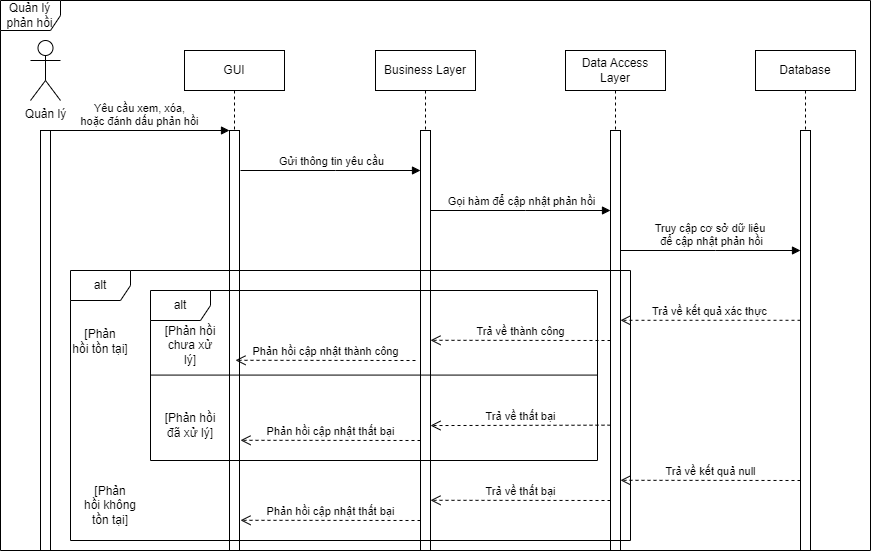 Quản lý
phản hồi
Quản lý
GUI
Business Layer
Data Access
Layer
Database
Yêu cầu xem, xóa,
hoặc đánh dấu phản hồi
Gửi thông tin yêu cầu
Gọi hàm để cập nhật phản hồi
Truy cập cơ sở dữ liệu
để cập nhật phản hồi
alt
alt
[Phản
hồi tồn tại]
[Phản hồi
chưa xử
lý]
Trả về kết quả xác thực
Trả về thành công
Phản hồi cập nhật thành công
[Phản hồi
đã xử lý]
Trả về thất bại
Phản hồi cập nhật thất bại
Trả về kết quả null
[Phản
hồi không
tồn tại]
Trả về thất bại
Phản hồi cập nhật thất bại